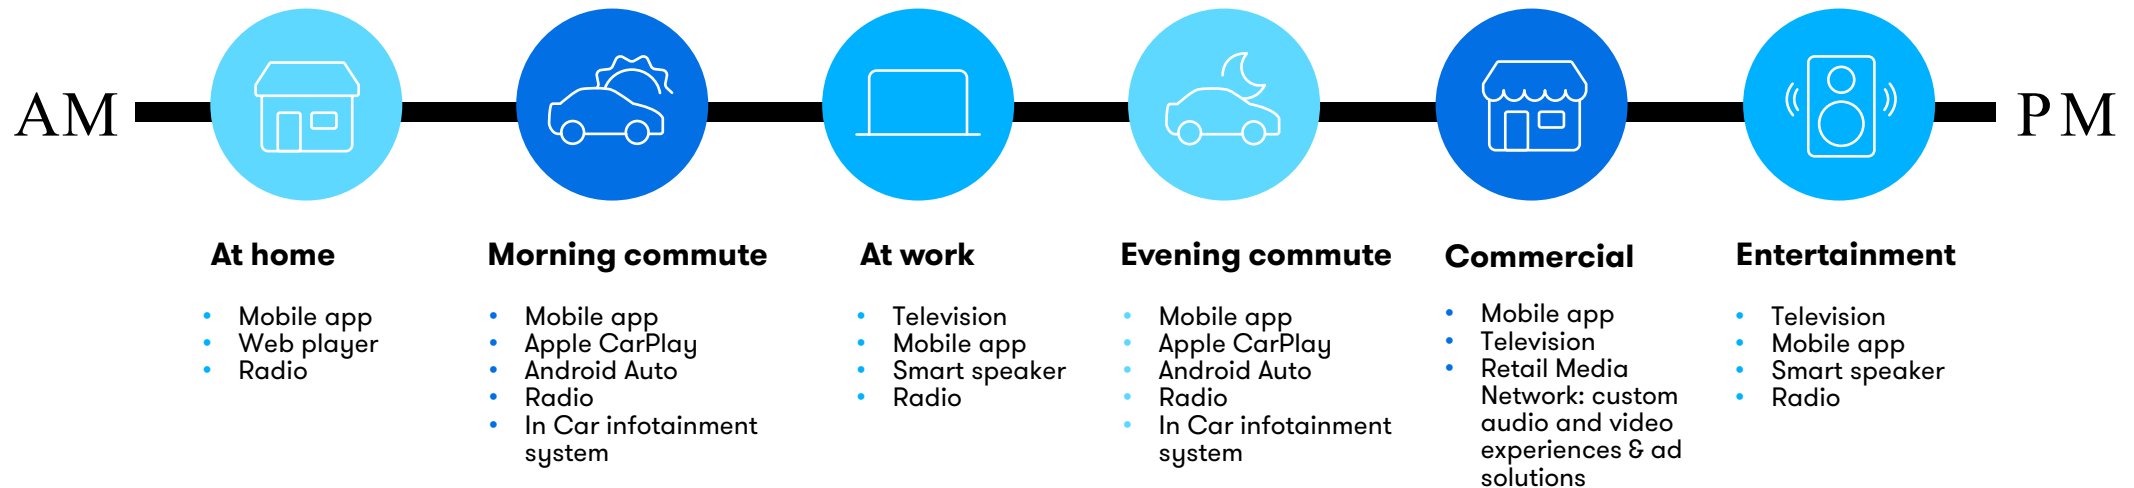 AM
PM
At home
• Mobile app
• Web player
• Radio
Morning commute
• Mobile app
• Apple CarPlay
• Android Auto
• Radio
• In Car infotainment
system
At work
• Television
• Mobile app
• Smart speaker
• Radio
Evening commute
• Mobile app
• Apple CarPlay
• Android Auto
• Radio
• In Car infotainment
system
Commercial
• Mobile app
• Television
• Retail Media
Network: custom
audio and video
experiences & ad
solutions
Entertainment
• Television
• Mobile app
• Smart speaker
• Radio